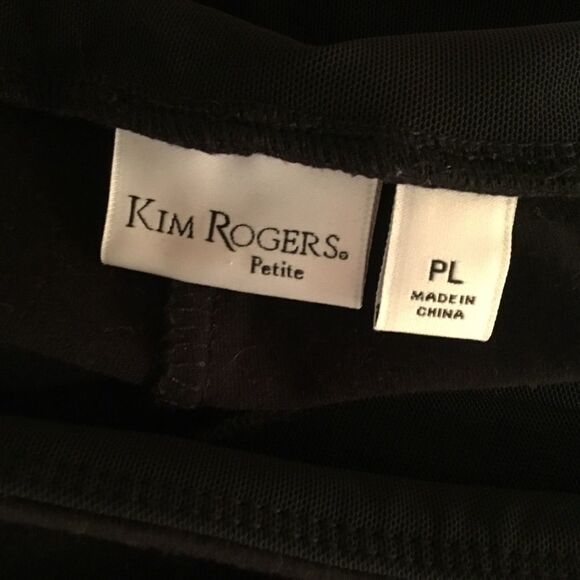 KIM ROGERS®
Petite
PL
MADE IN
CHINA